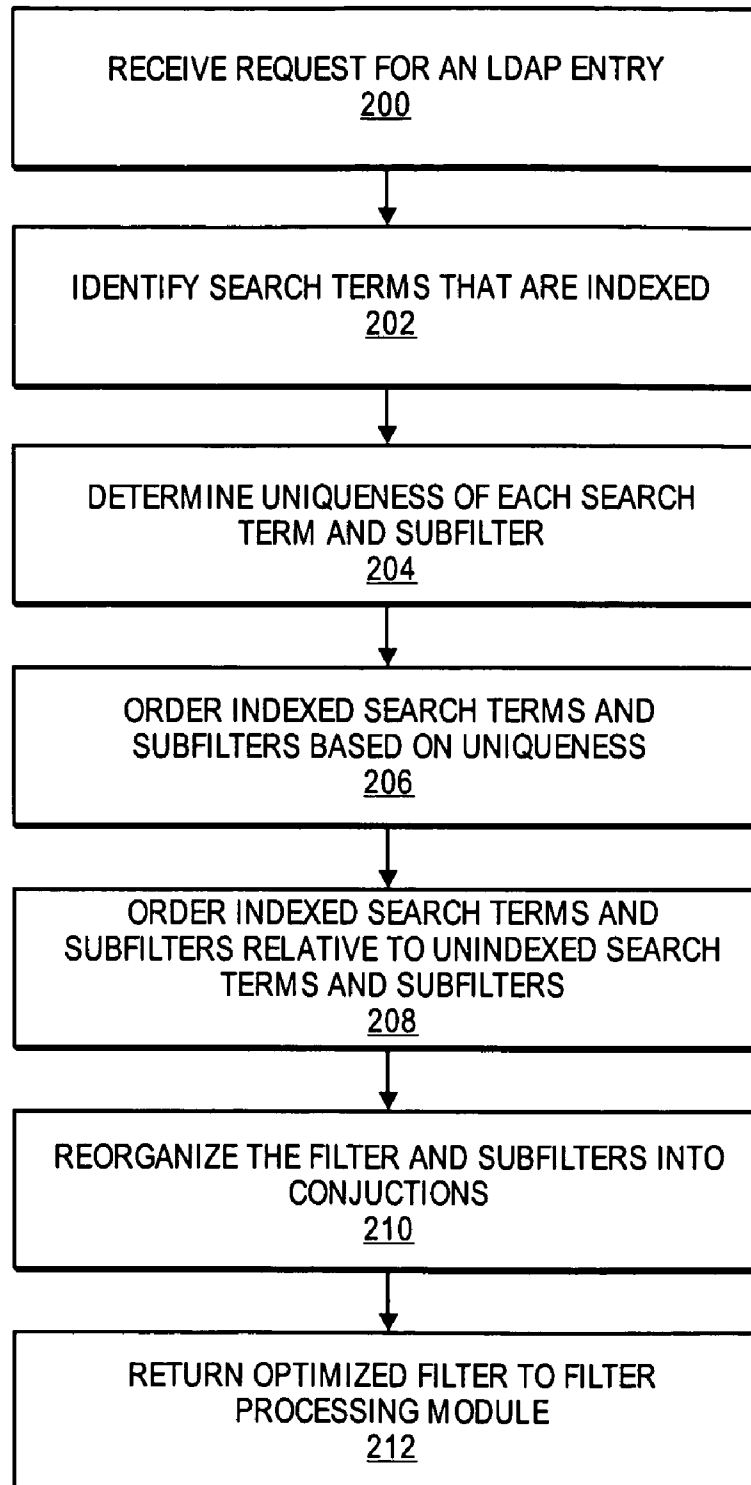 RECEIVE REQUEST FOR AN LDAP ENTRY
200
IDENTIFY SEARCH TERMS THAT ARE INDEXED
202
DETERMINE UNIQUENESS OF EACH SEARCH
TERM AND SUBFILTER
204
ORDER INDEXED SEARCH TERMS AND
SUBFILTERS BASED ON UNIQUENESS
206
ORDER INDEXED SEARCH TERMS AND
SUBFILTERS RELATIVE TO UNINDEXED SEARCH
TERMS AND SUBFILTERS
208
REORGANIZE THE FILTER AND SUBFILTERS INTO
CONJUCTIONS
210
RETURN OPTIMIZED FILTER TO FILTER
PROCESSING MODULE
212